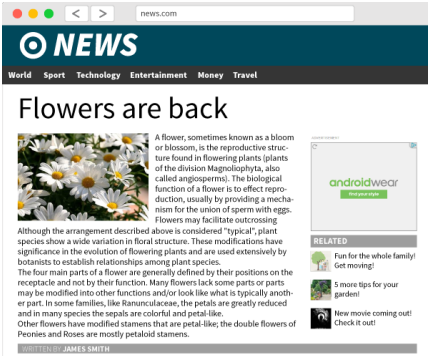 news.com
NEWS
World Sport Technology Entertainment Money Travel
Flowers are back
A flower, sometimes known as a bloom
or blossom, is the reproductive struc-
ture found in flowering plants (plants
of the division Magnoliophyta, also
called angiosperms). The biological
function of a flower is to effect repro-
duction, usually by providing a mecha-
nism for the union of sperm with eggs.
Flowers may facilitate outcrossing
Although the arrangement described above is considered "typical", plant
species show a wide variation in floral structure. These modifications have
significance in the evolution of flowering plants and are used extensively by
botanists to establish relationships among plant species.
The four main parts of a flower are generally defined by their positions on the
receptacle and not by their function. Many flowers lack some parts or parts
may be modified into other functions and/or look like what is typically anoth-
er part. In some families, like Ranunculaceae, the petals are greatly reduced
and in many species the sepals are colorful and petal-like.
Other flowers have modified stamens that are petal-like; the double flowers of
Peonies and Roses are mostly petaloid stamens.
WRITTEN BY JAMES SMITH
androidwear
find your style
RELATED
Fun for the whole family!
Get moving!
5 more tips for your
garden!
New movie coming out!
Check it out!